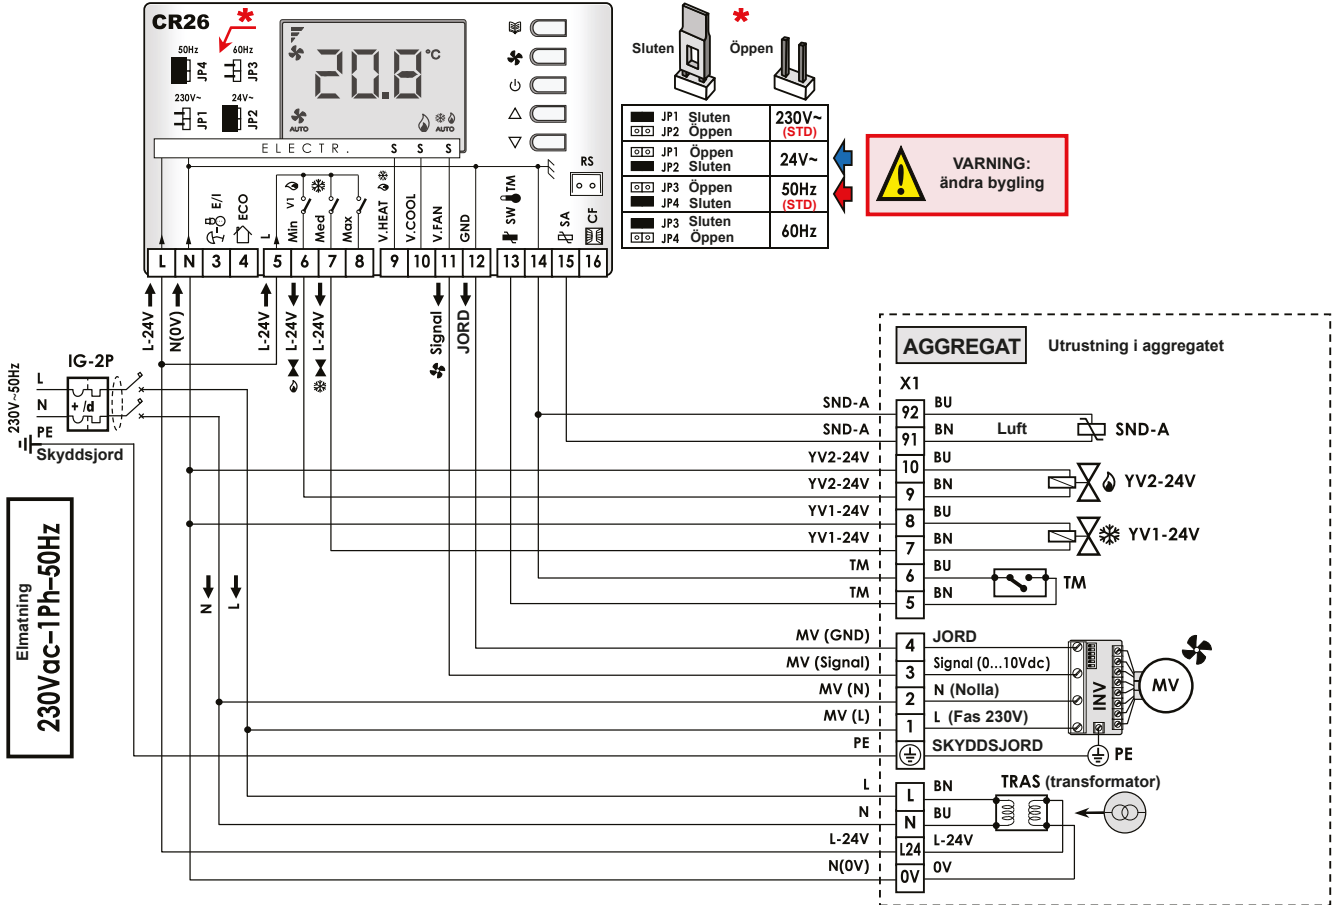 CR26
*
50Hz
JP4
60Hz
JP3
230V~
JP1
24V~
JP2
20.8 °C
AUTO
AUTO
ELECTR.
S S S
RS
E/I
ECO
L
V1
Min
Med
Max
V.HEAT
V.COOL
V.FAN
GND
SW
TM
SA
CF
L N 3 4 5 6 7 8 9 10 11 12 13 14 15 16
Sluten
*
Öppen
JP1 Sluten
JP2 Öppen
230V~
(STD)
JP1 Öppen
JP2 Sluten
24V~
JP3 Öppen
JP4 Sluten
50Hz
(STD)
JP3 Sluten
JP4 Öppen
60Hz
VARNING:
ändra bygling
L-24V
N(0V)
L-24V
L-24V
L-24V
Signal
JORD
IG-2P
230V~50Hz
L
N
PE
+ /d
Skyddsjord
Elmatning
230Vac–1Ph–50Hz
N
L
AGGREGAT
Utrustning i aggregatet
X1
SND-A 92 BU
SND-A 91 BN
Luft
SND-A
YV2-24V 10 BU
YV2-24V 9 BN
YV2-24V
YV1-24V 8 BU
YV1-24V 7 BN
YV1-24V
TM 6 BU
TM 5 BN
TM
MV (GND) 4 JORD
MV (Signal) 3 Signal (0...10Vdc)
MV (N) 2 N (Nolla)
MV (L) 1 L (Fas 230V)
PE SKYDDSJORD
INV
MV
PE
TRAS (transformator)
L L BN
N N BU
L-24V L24 L-24V
N(0V) 0V 0V